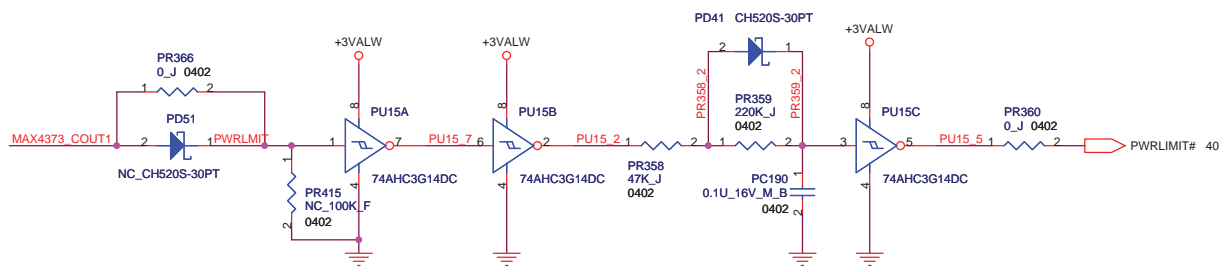 PD41 CH520S-30PT
+3VALW
+3VALW
+3VALW
PR366
0_J 0402
1 2
2 1
PR358_2
PR359_2
8
8
8
PD51
PU15A
PU15B
PR359
220K_J
0402
PU15C
PR360
0_J 0402
MAX4373_COUT1 2 1 PWRLMIT 1 7 PU15_7 6 2 PU15_2 1 2 1 2 3 5 PU15_5 1 2 PWRLIMIT# 40
NC_CH520S-30PT
PR358
47K_J
0402
1
PR415
NC_100K_F
0402
2
4
74AHC3G14DC
4
74AHC3G14DC
PC190
0.1U_16V_M_B
0402
1
2
4
74AHC3G14DC